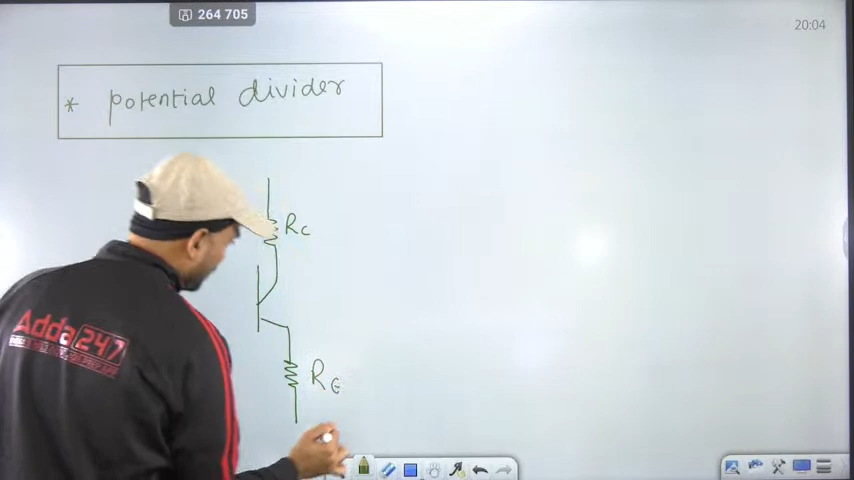 264 705
20:04
* potential divider
RC
RE
Adda 247